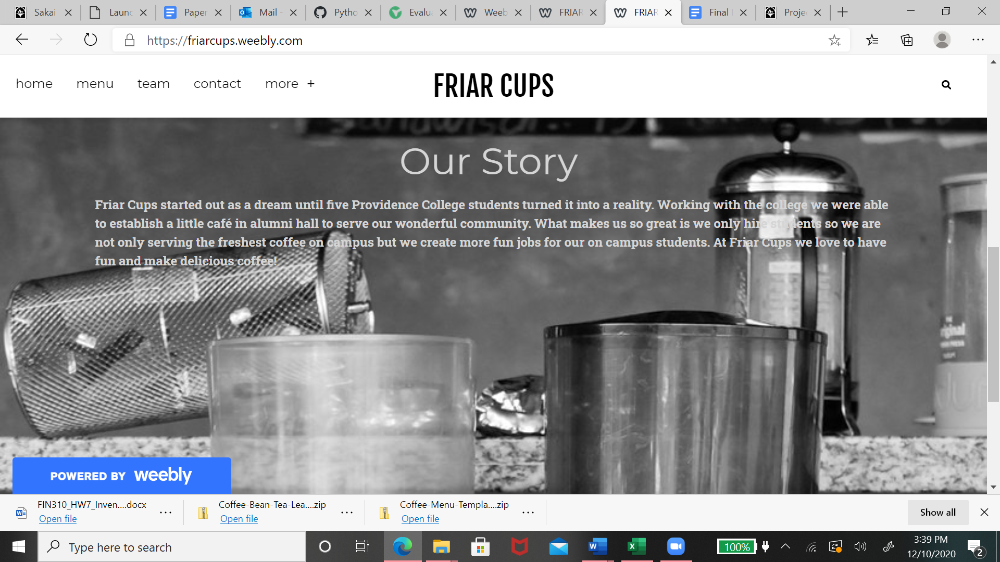 Sakai
Laund
Paper
Mail -
Pytho
Evalua
Weeb
FRIAR
FRIAR
Final
Projec
https://friarcups.weebly.com
home menu team contact more +
FRIAR CUPS
Our Story
Friar Cups started out as a dream until five Providence College students turned it into a reality. Working with the college we were able
to establish a little café in alumni hall to serve our wonderful community. What makes us so great is we only hire students so we are
not only serving the freshest coffee on campus but we create more fun jobs for our on campus students. At Friar Cups we love to have
fun and make delicious coffee!
POWERED BY weebly
FIN310_HW7_Inven....docx
Open file
Coffee-Bean-Tea-Lea....zip
Open file
Coffee-Menu-Templa....zip
Open file
Show all
Type here to search
100%
3:39 PM
12/10/2020
2